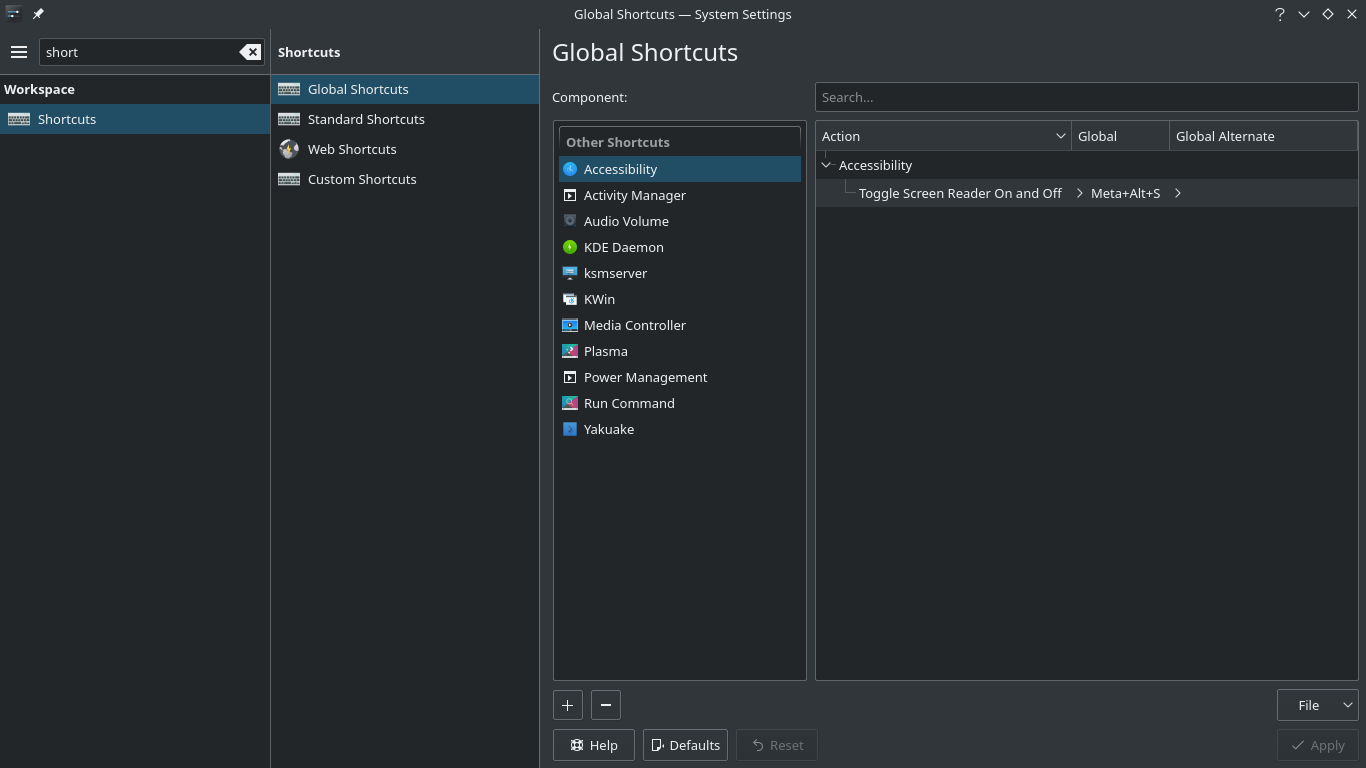 Global Shortcuts — System Settings
short
Workspace
Shortcuts
Shortcuts
Global Shortcuts
Standard Shortcuts
Web Shortcuts
Custom Shortcuts
Global Shortcuts
Component:
Search...
Other Shortcuts
Accessibility
Activity Manager
Audio Volume
KDE Daemon
ksmserver
KWin
Media Controller
Plasma
Power Management
Run Command
Yakuake
Action Global Global Alternate
Accessibility
Toggle Screen Reader On and Off Meta+Alt+S
File
Help Defaults Reset Apply